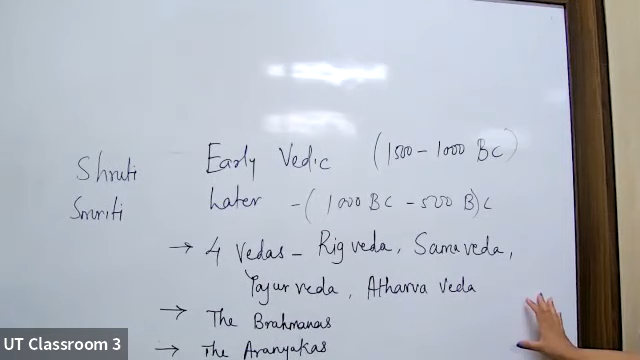 Shruti
Smriti
Early Vedic (1500 - 1000 BC)
Later - (1000 BC - 500 B)C
→ 4 Vedas - Rig veda, Sama veda,
Yajur veda, Atharva Veda
→ The Brahmanas
→ The Aranyakas
UT Classroom 3